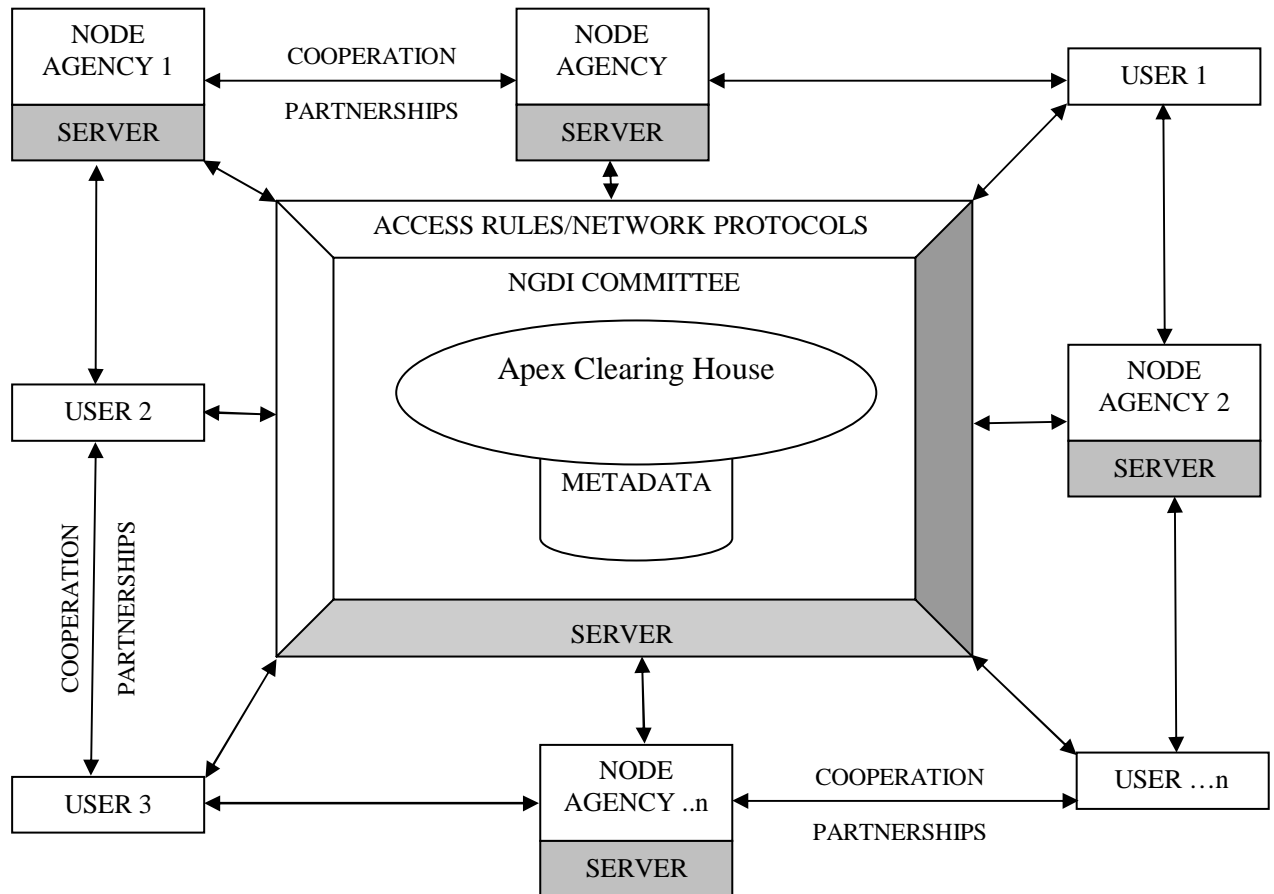 NODE
AGENCY 1
SERVER
COOPERATION
PARTNERSHIPS
NODE
AGENCY
SERVER
USER 1
ACCESS RULES/NETWORK PROTOCOLS
NGDI COMMITTEE
Apex Clearing House
METADATA
SERVER
USER 2
NODE
AGENCY 2
SERVER
COOPERATION
PARTNERSHIPS
USER 3
NODE
AGENCY ..n
SERVER
COOPERATION
PARTNERSHIPS
USER …n